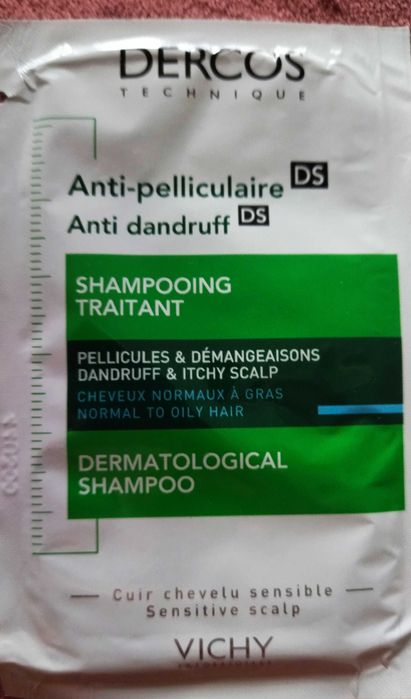 DERCOS
TECHNIQUE
Anti-pelliculaire DS
Anti dandruff DS
SHAMPOOING
TRAITANT
PELLICULES & DÉMANGEAISONS
DANDRUFF & ITCHY SCALP
CHEVEUX NORMAUX À GRAS
NORMAL TO OILY HAIR
DERMATOLOGICAL
SHAMPOO
Cuir chevelu sensible
Sensitive scalp
VICHY
LABORATOIRES